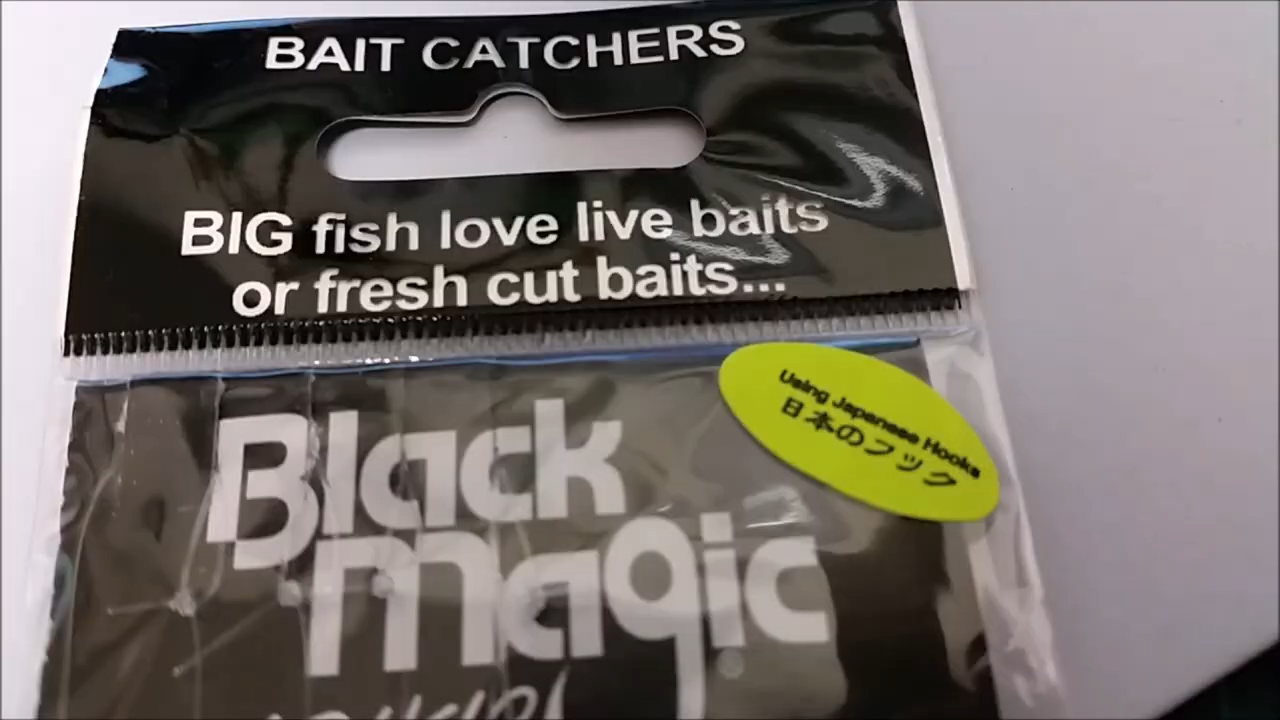 BAIT CATCHERS
BIG fish love live baits
or fresh cut baits...
Using Japanese Hooks
日本のフック
Black
magic